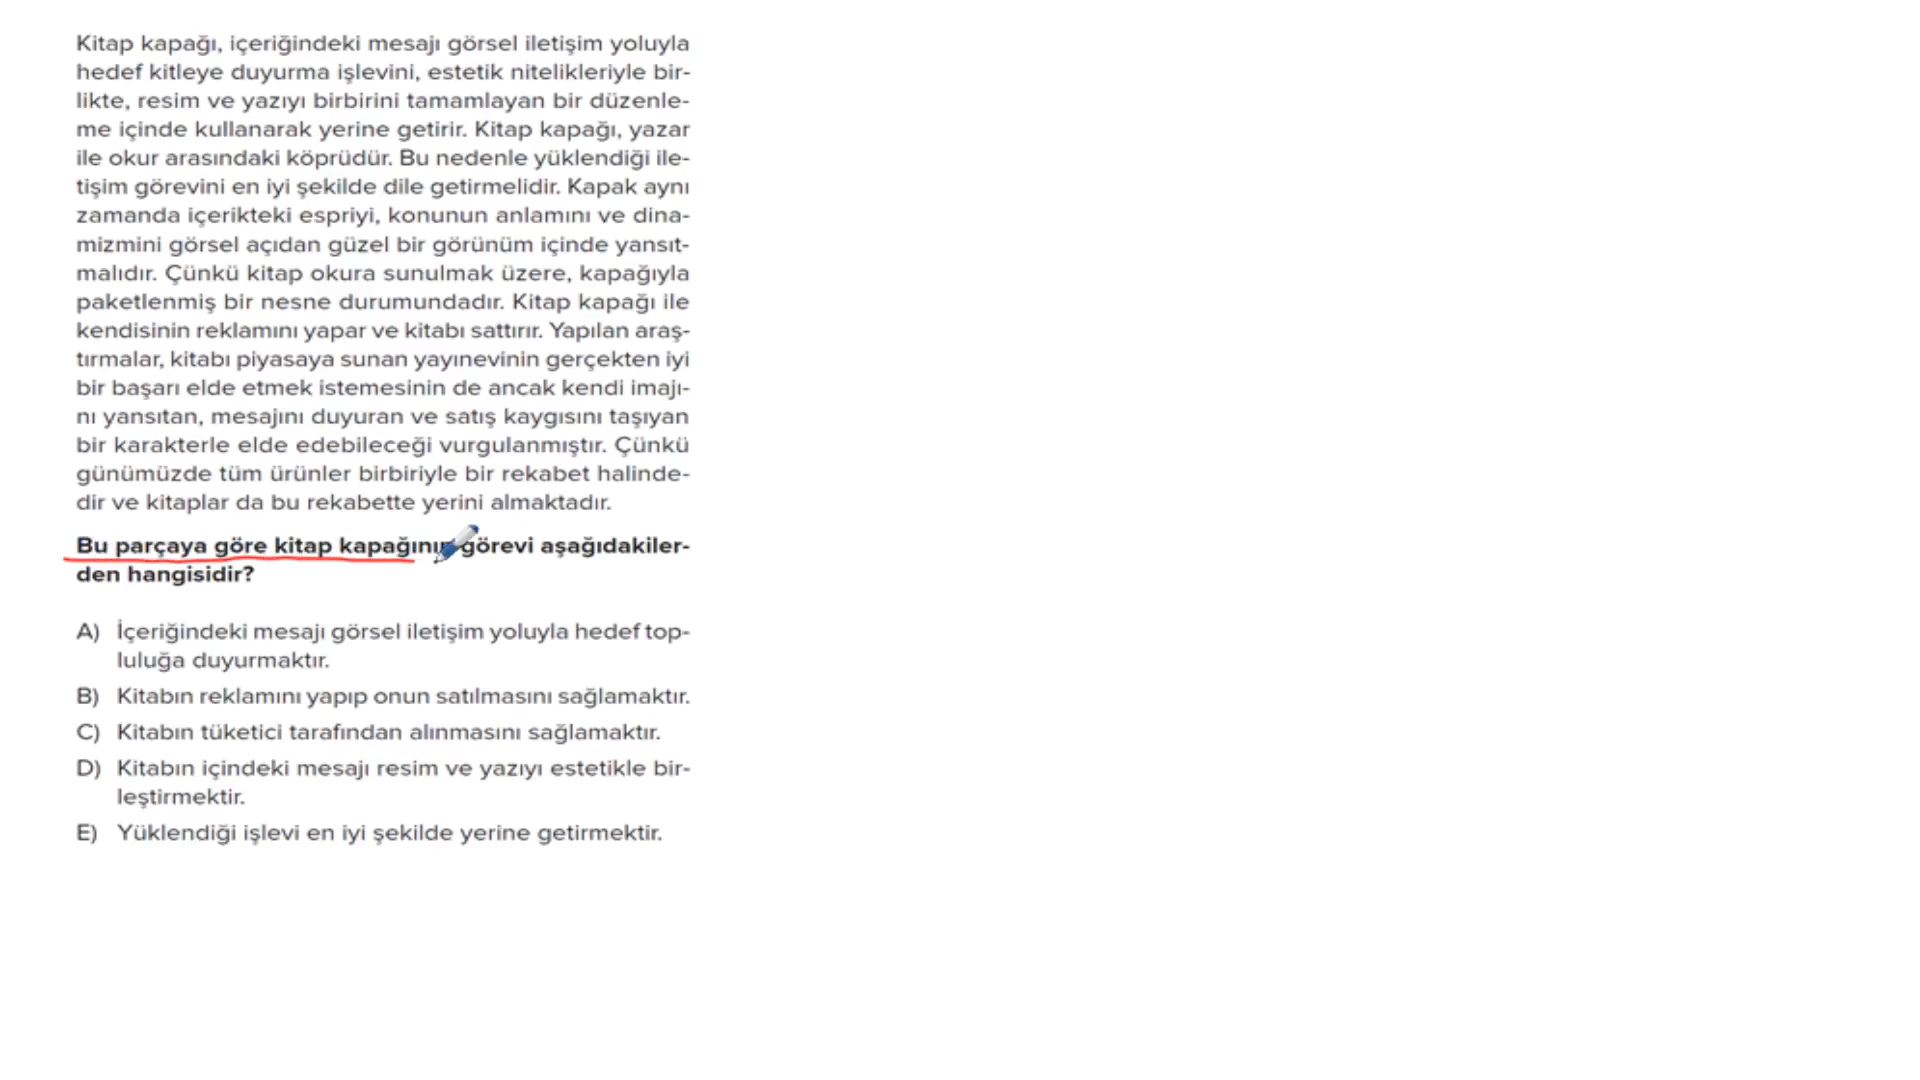 Kitap kapağı, içeriğindeki mesajı görsel iletişim yoluyla
hedef kitleye duyurma işlevini, estetik nitelikleriyle bir-
likte, resim ve yazıyı birbirini tamamlayan bir düzenle-
me içinde kullanarak yerine getirir. Kitap kapağı, yazar
ile okur arasındaki köprüdür. Bu nedenle yüklendiği ile-
tişim görevini en iyi şekilde dile getirmelidir. Kapak aynı
zamanda içerikteki espriyi, konunun anlamını ve dina-
mizmini görsel açıdan güzel bir görünüm içinde yansıt-
malıdır. Çünkü kitap okura sunulmak üzere, kapağıyla
paketlenmiş bir nesne durumundadır. Kitap kapağı ile
kendisinin reklamını yapar ve kitabı sattırır. Yapılan araş-
tırmalar, kitabı piyasaya sunan yayınevinin gerçekten iyi
bir başarı elde etmek istemesinin de ancak kendi imajı-
nı yansıtan, mesajını duyuran ve satış kaygısını taşıyan
bir karakterle elde edebileceği vurgulanmıştır. Çünkü
günümüzde tüm ürünler birbiriyle bir rekabet halinde-
dir ve kitaplar da bu rekabette yerini almaktadır.
Bu parçaya göre kitap kapağının görevi aşağıdakiler-
den hangisidir?
A) İçeriğindeki mesajı görsel iletişim yoluyla hedef top-
luluğa duyurmaktır.
B) Kitabın reklamını yapıp onun satılmasını sağlamaktır.
C) Kitabın tüketici tarafından alınmasını sağlamaktır.
D) Kitabın içindeki mesajı resim ve yazıyı estetikle bir-
leştirmektir.
E) Yüklendiği işlevi en iyi şekilde yerine getirmektir.